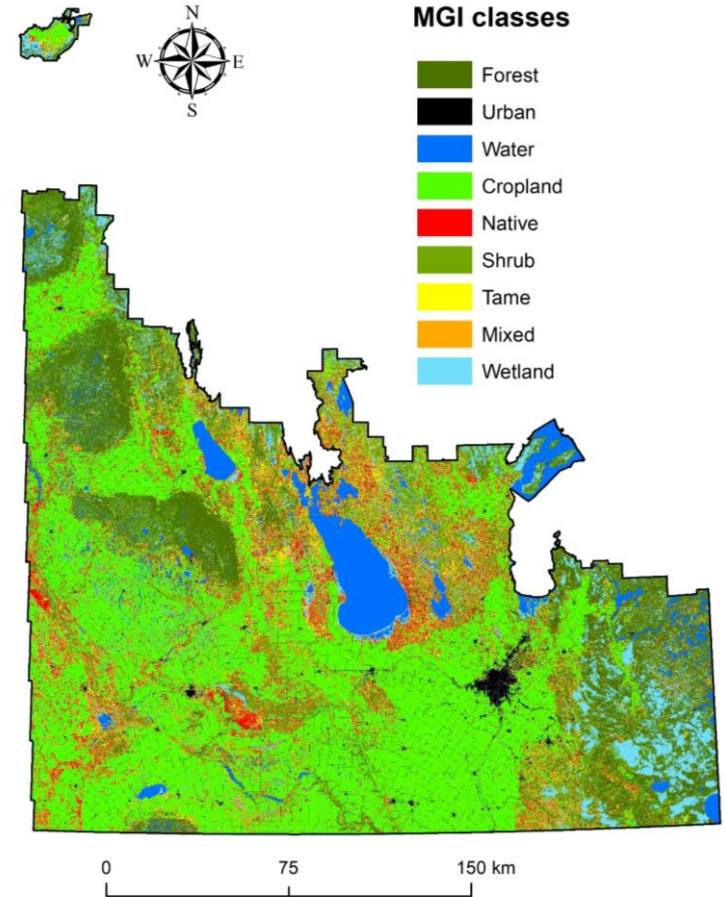 MGI classes
N
W E
S
Forest
Urban
Water
Cropland
Native
Shrub
Tame
Mixed
Wetland
0 75 150 km